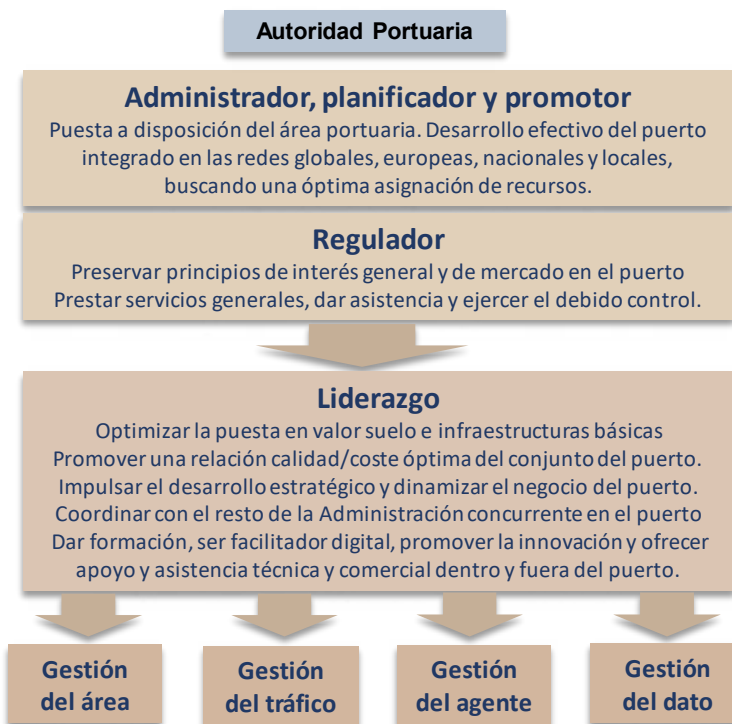 Autoridad Portuaria
Administrador, planificador y promotor
Puesta a disposición del área portuaria. Desarrollo efectivo del puerto
integrado en las redes globales, europeas, nacionales y locales,
buscando una óptima asignación de recursos.
Regulador
Preservar principios de interés general y de mercado en el puerto
Prestar servicios generales, dar asistencia y ejercer el debido control.
Liderazgo
Optimizar la puesta en valor suelo e infraestructuras básicas
Promover una relación calidad/coste óptima del conjunto del puerto.
Impulsar el desarrollo estratégico y dinamizar el negocio del puerto.
Coordinar con el resto de la Administración concurrente en el puerto
Dar formación, ser facilitador digital, promover la innovación y ofrecer
apoyo y asistencia técnica y comercial dentro y fuera del puerto.
Gestión
del área
Gestión
del tráfico
Gestión
del agente
Gestión
del dato